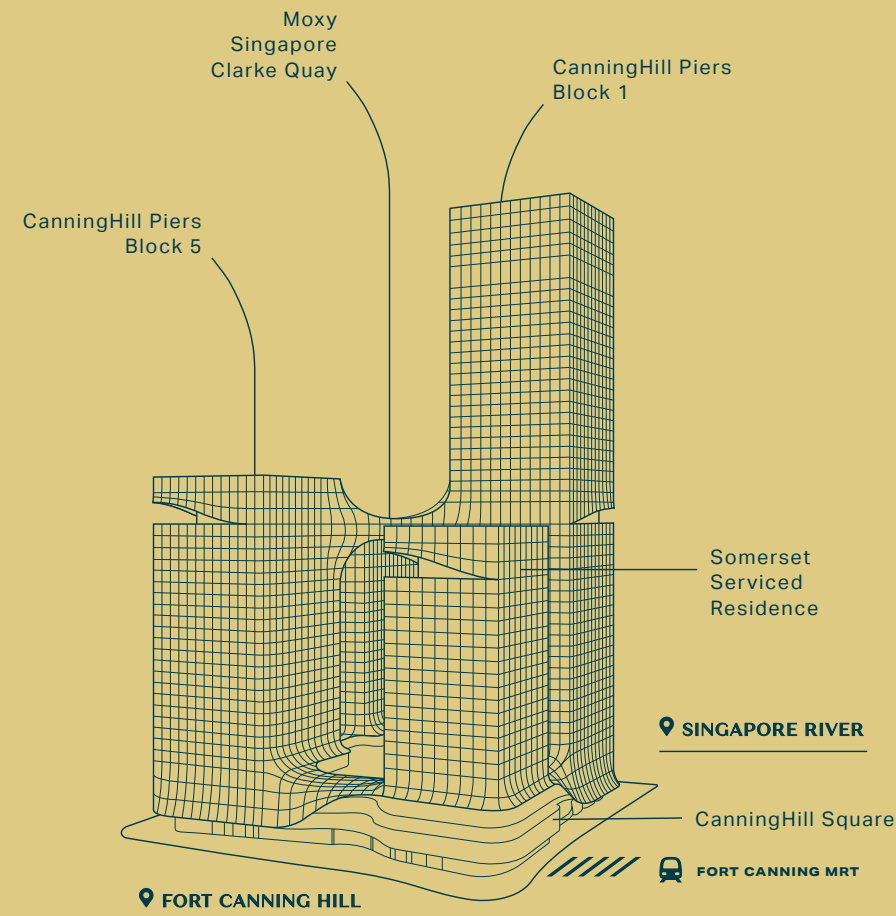 Moxy
Singapore
Clarke Quay
CanningHill Piers
Block 1
CanningHill Piers
Block 5
Somerset
Serviced
Residence
SINGAPORE RIVER
CanningHill Square
FORT CANNING MRT
FORT CANNING HILL